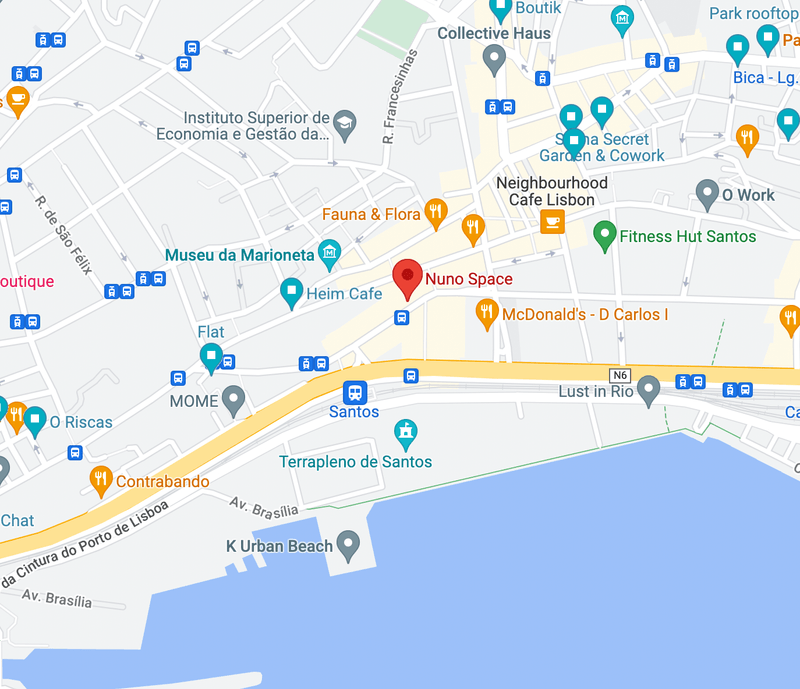 Boutik
Park rooftop
Collective Haus
Pa
Bica - Lg.
R. Francesinhas
Instituto Superior de
Economia e Gestão da...
Garden & Cowork
Secret
Neighbourhood
Cafe Lisbon
O Work
R. de São Félix
Fauna & Flora
Fitness Hut Santos
Museu da Marioneta
outique
Nuno Space
Heim Cafe
McDonald's - D Carlos I
Flat
N6
MOME
Santos
Lust in Rio
Ca
O Riscas
Terrapleno de Santos
Contrabando
Av. Brasília
Chat
K Urban Beach
da Cintura do Porto de Lisboa
Av. Brasília